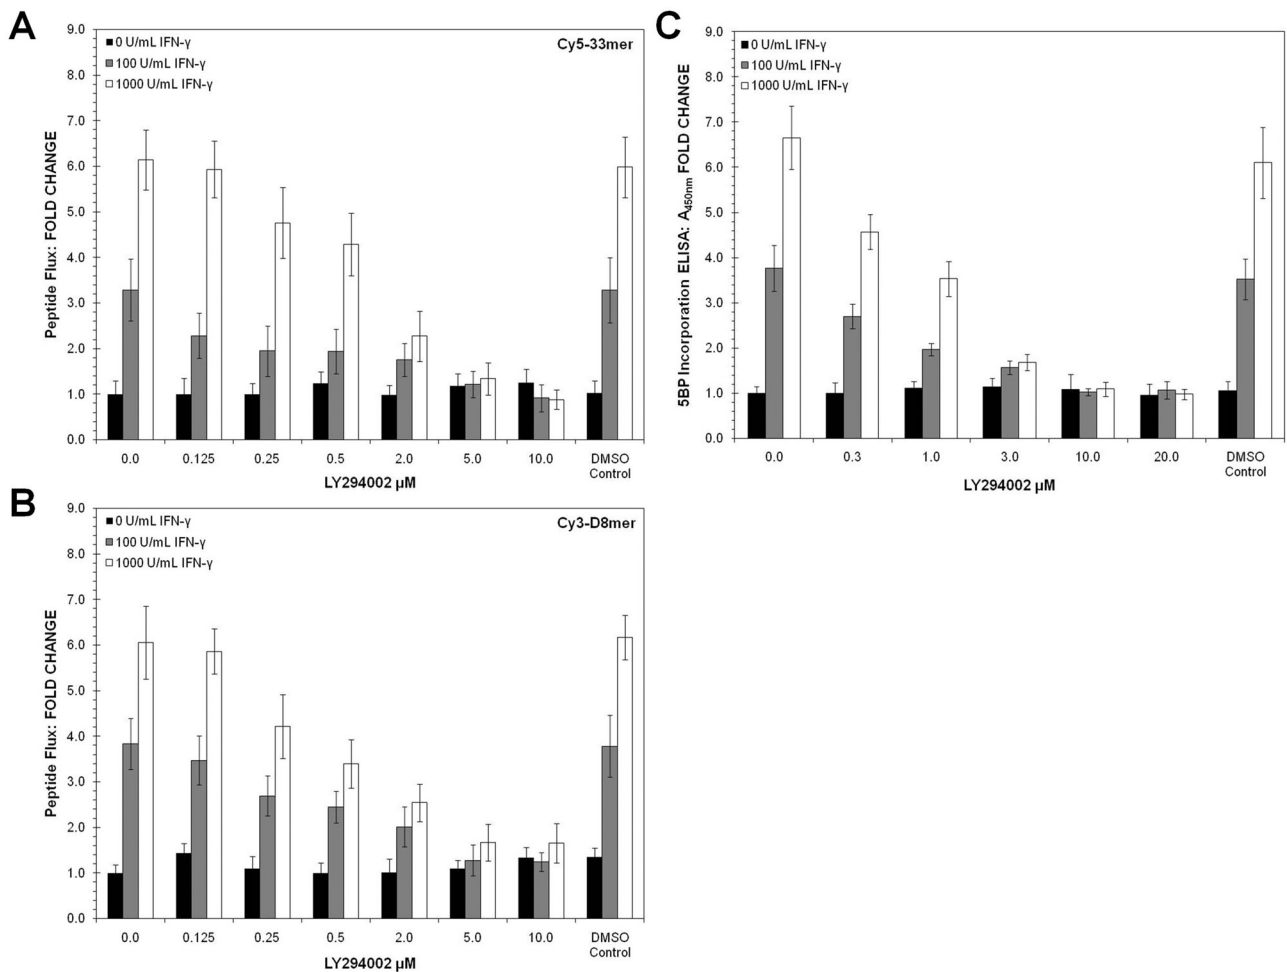 A
Peptide Flux: FOLD CHANGE
9.0
8.0
7.0
6.0
5.0
4.0
3.0
2.0
1.0
0.0
0 U/mL IFN-γ
100 U/mL IFN-γ
1000 U/mL IFN-γ
Cy5-33mer
0.0 0.125 0.25 0.5 2.0 5.0 10.0 DMSO Control
LY294002 µM
B
Peptide Flux: FOLD CHANGE
9.0
8.0
7.0
6.0
5.0
4.0
3.0
2.0
1.0
0.0
0 U/mL IFN-γ
100 U/mL IFN-γ
1000 U/mL IFN-γ
Cy3-D8mer
0.0 0.125 0.25 0.5 2.0 5.0 10.0 DMSO Control
LY294002 µM
C
5BP Incorporation ELISA: A450nm FOLD CHANGE
9.0
8.0
7.0
6.0
5.0
4.0
3.0
2.0
1.0
0.0
0 U/mL IFN-γ
100 U/mL IFN-γ
1000 U/mL IFN-γ
0.0 0.3 1.0 3.0 10.0 20.0 DMSO Control
LY294002 µM